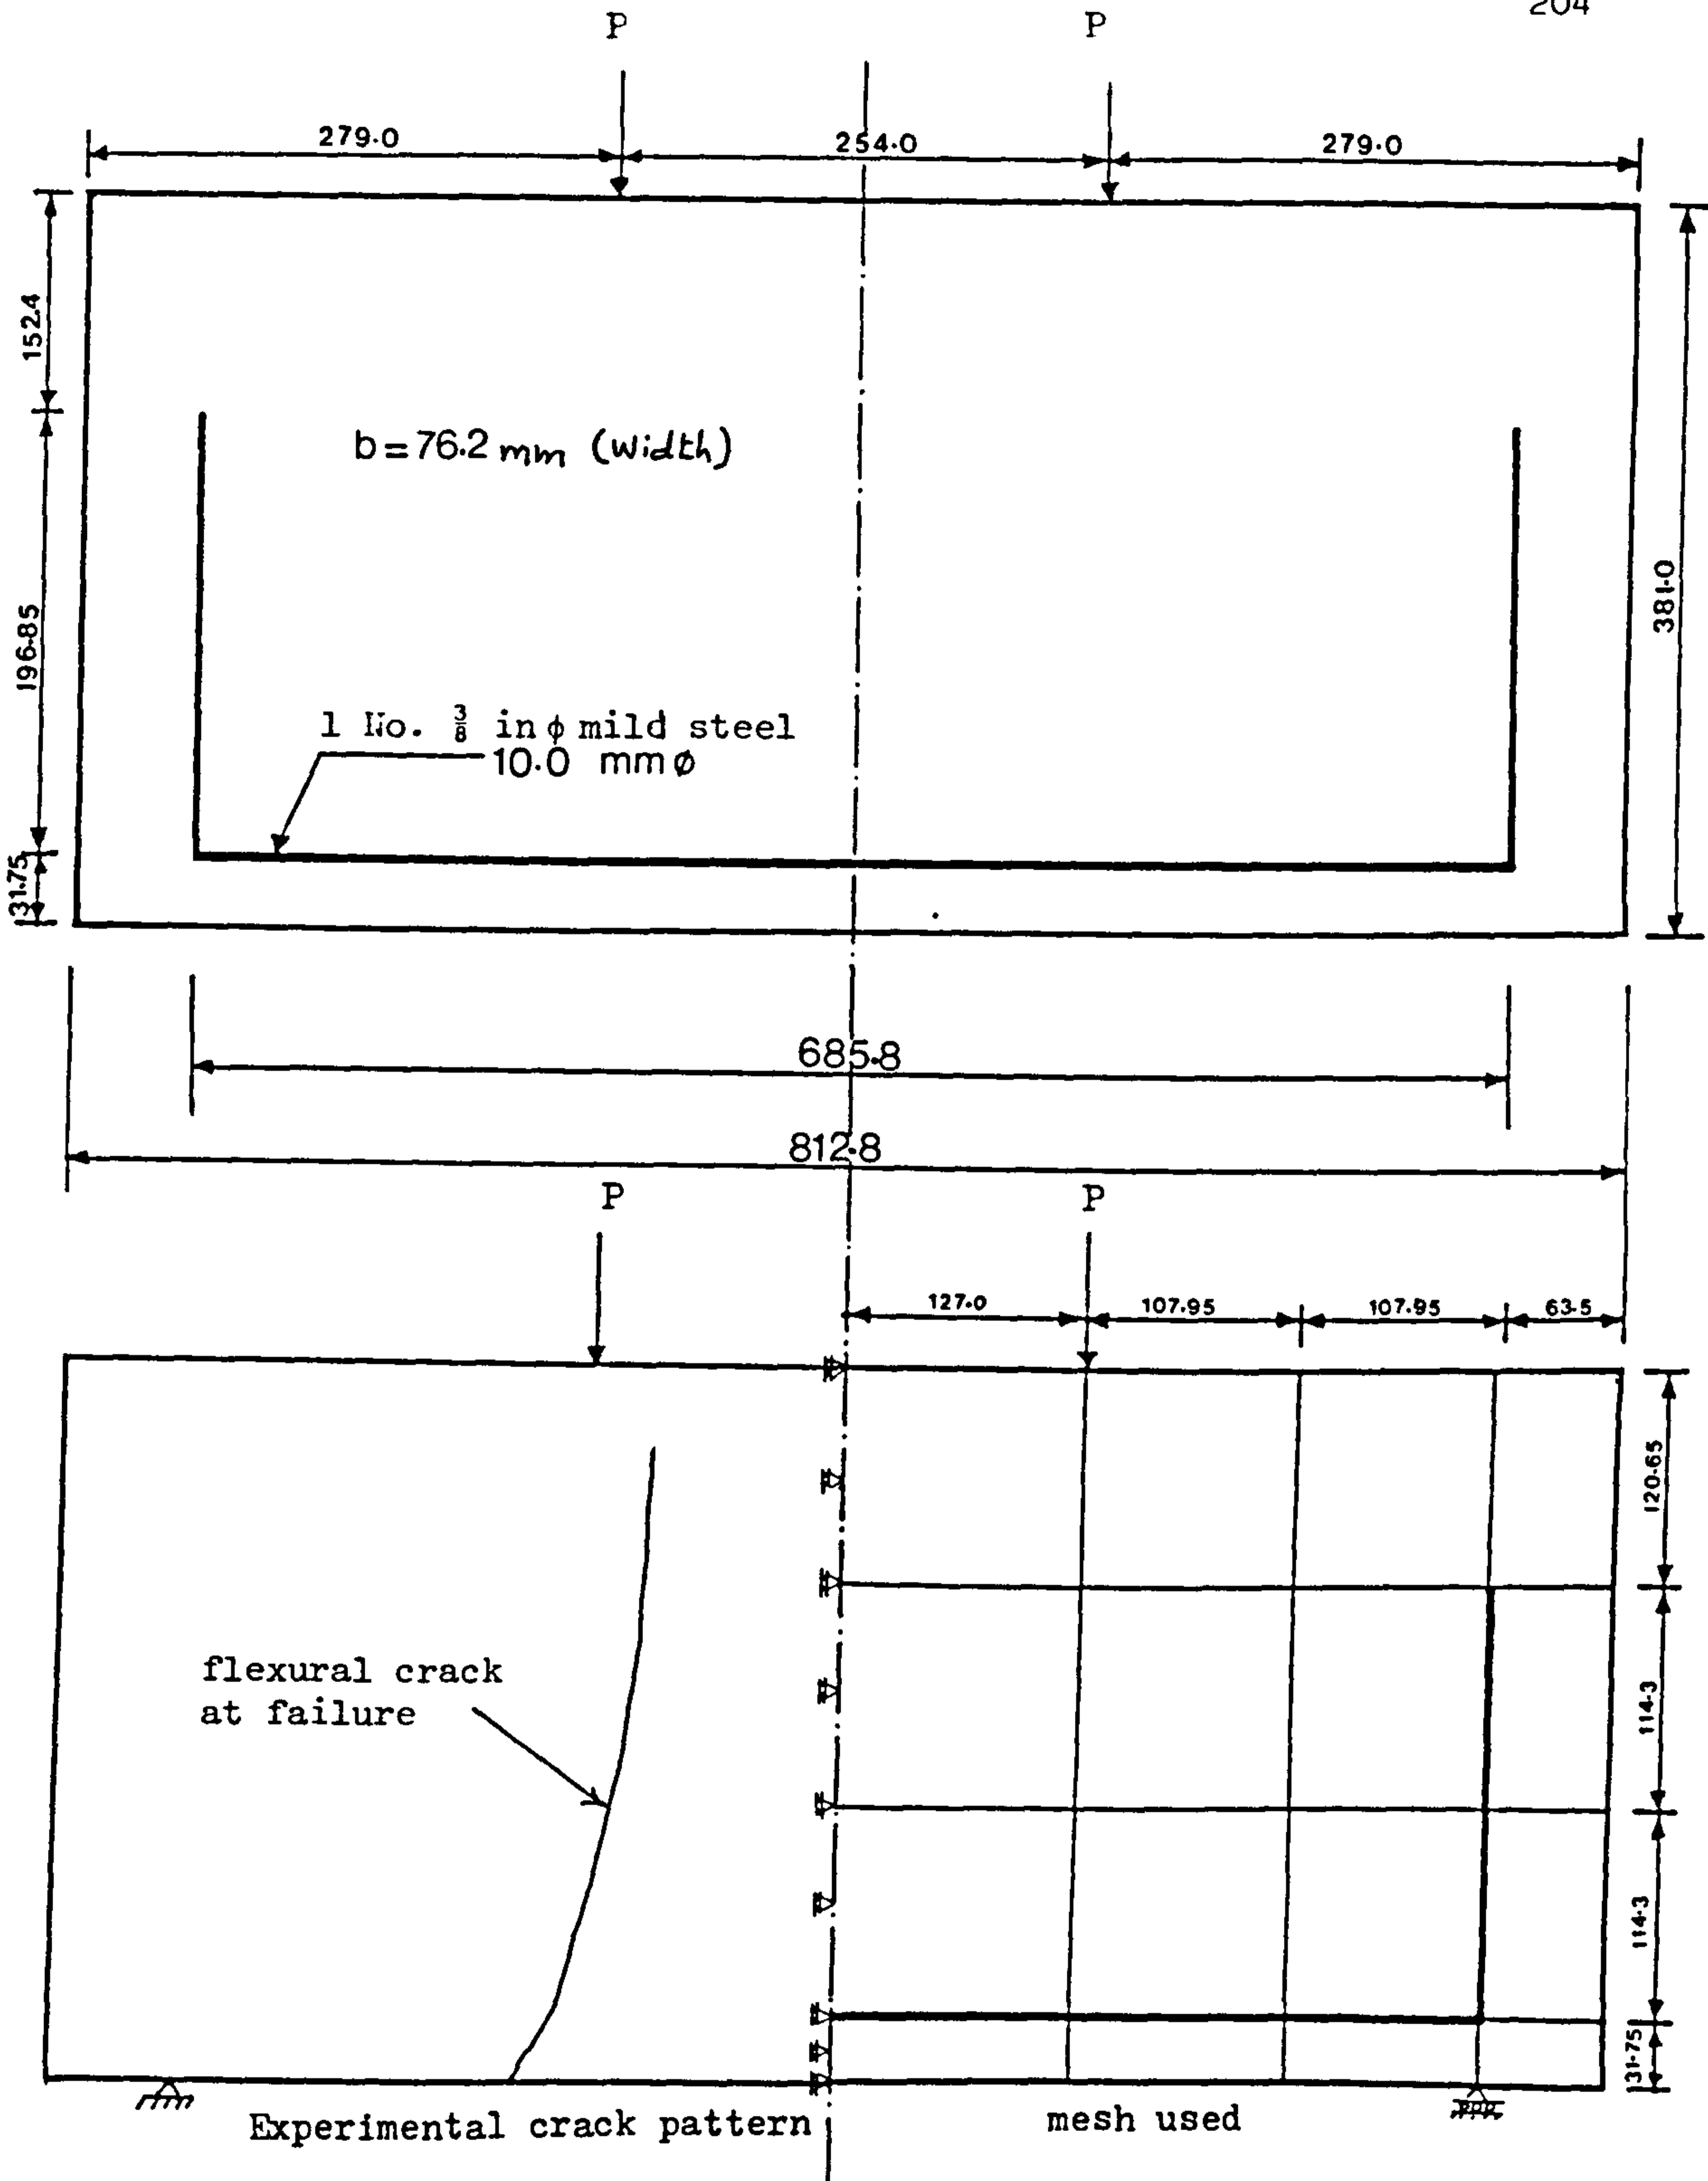 204
P P
279.0 254.0 279.0
152.4
b=76.2 mm (width)
381.0
196.85
1 No. 3/8 in ϕ mild steel
10.0 mm ϕ
31.75
685.8
812.8
P P
127.0 107.95 107.95 63.5
120.65
flexural crack
at failure
114.3
114.3
31.75
Experimental crack pattern mesh used